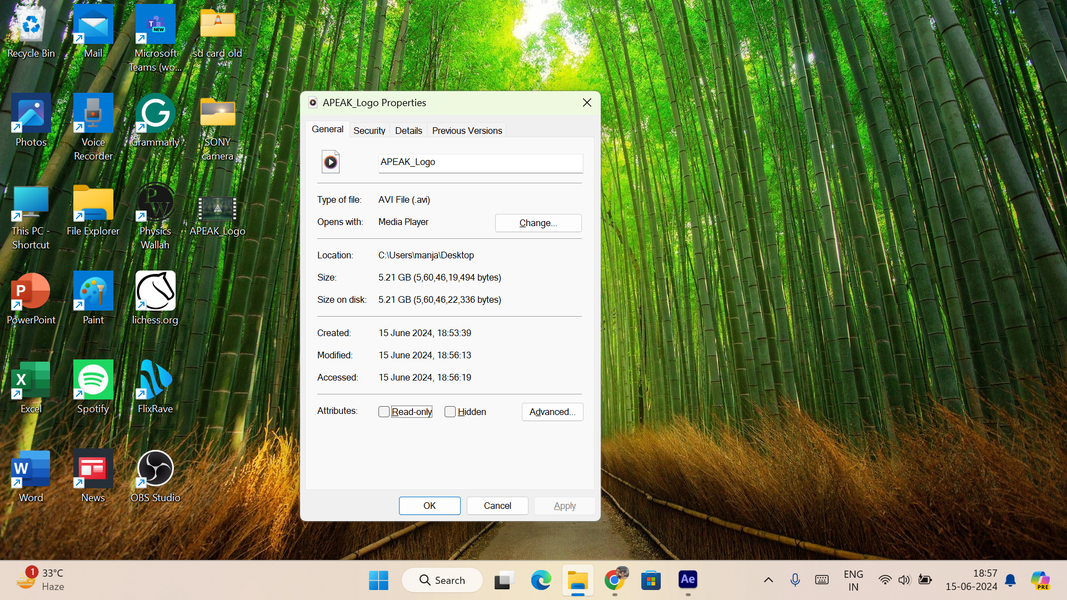 Recycle Bin
Mail
Microsoft
Teams (wo...
sd card old
Photos
Voice
Recorder
Grammarly
SONY
camera
This PC -
Shortcut
File Explorer
Physics
Wallah
APEAK_Logo
PowerPoint
Paint
lichess.org
Excel
Spotify
FlixRave
Word
News
OBS Studio
APEAK_Logo Properties
General Security Details Previous Versions
APEAK_Logo
Type of file: AVI File (.avi)
Opens with: Media Player Change...
Location: C:\Users\manja\Desktop
Size: 5.21 GB (5,60,46,19,494 bytes)
Size on disk: 5.21 GB (5,60,46,22,336 bytes)
Created: 15 June 2024, 18:53:39
Modified: 15 June 2024, 18:56:13
Accessed: 15 June 2024, 18:56:19
Attributes: Read-only Hidden Advanced...
OK Cancel Apply
1
33°C
Haze
Search
Ae
ENG
IN
18:57
15-06-2024
PRE